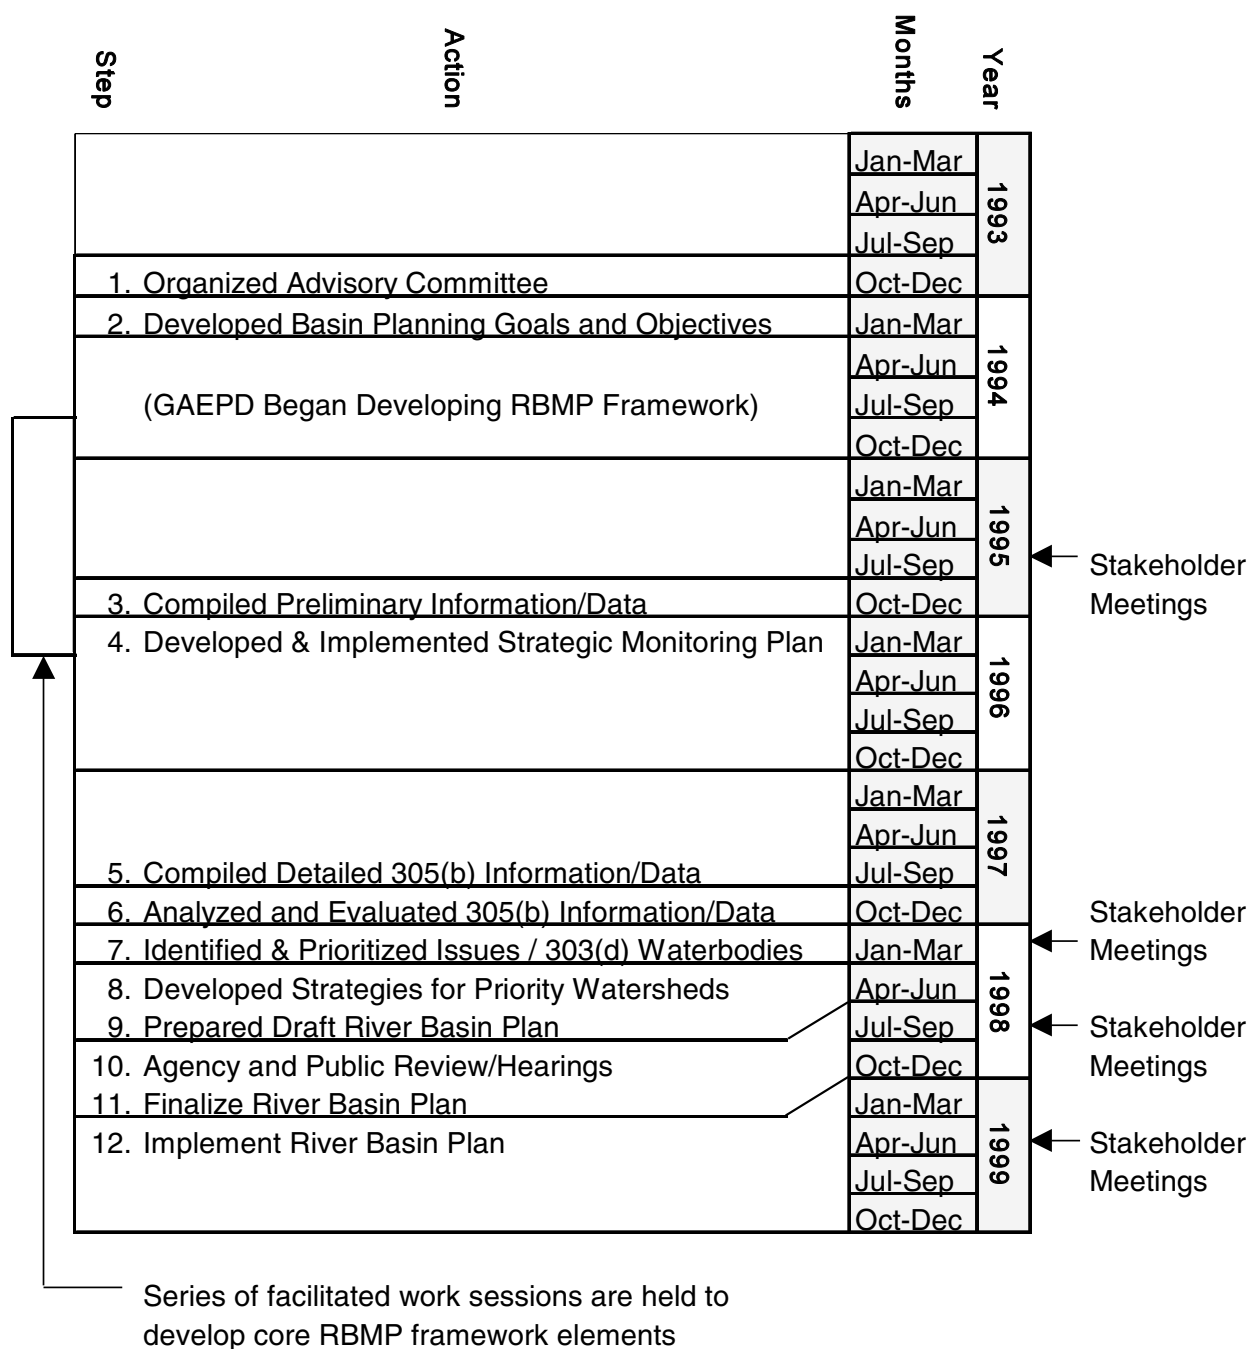 Step Action Months Year
Jan-Mar
Apr-Jun
Jul-Sep
1993
1. Organized Advisory Committee Oct-Dec
2. Developed Basin Planning Goals and Objectives Jan-Mar
Apr-Jun
1994
(GAEPD Began Developing RBMP Framework) Jul-Sep
Oct-Dec
Jan-Mar
Apr-Jun
1995
Jul-Sep Stakeholder
3. Compiled Preliminary Information/Data Oct-Dec Meetings
4. Developed & Implemented Strategic Monitoring Plan Jan-Mar
Apr-Jun
1996
Jul-Sep
Oct-Dec
Jan-Mar
Apr-Jun
1997
5. Compiled Detailed 305(b) Information/Data Jul-Sep
6. Analyzed and Evaluated 305(b) Information/Data Oct-Dec Stakeholder
7. Identified & Prioritized Issues / 303(d) Waterbodies Jan-Mar Meetings
8. Developed Strategies for Priority Watersheds Apr-Jun
1998
9. Prepared Draft River Basin Plan Jul-Sep Stakeholder
10. Agency and Public Review/Hearings Oct-Dec Meetings
11. Finalize River Basin Plan Jan-Mar
12. Implement River Basin Plan Apr-Jun Stakeholder
1999
Jul-Sep Meetings
Oct-Dec
Series of facilitated work sessions are held to
develop core RBMP framework elements